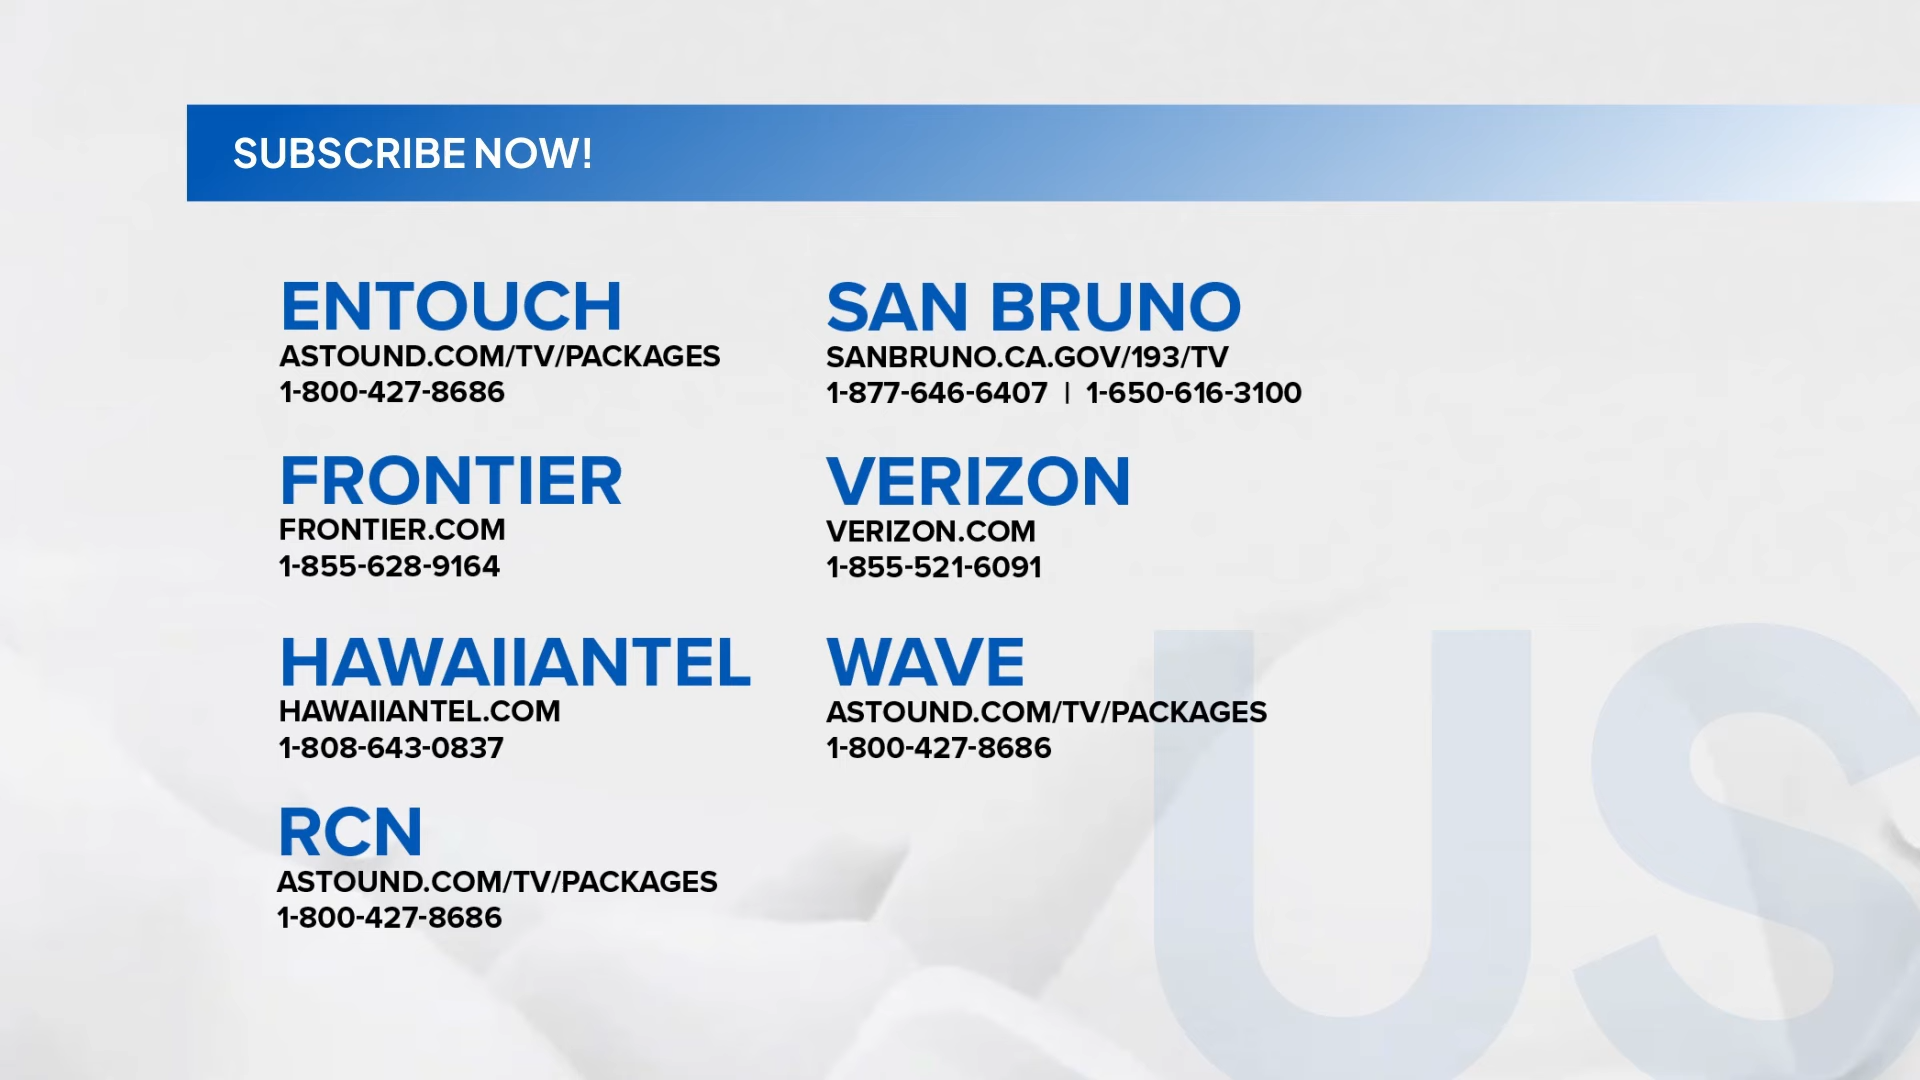 SUBSCRIBE NOW!
ENTOUCH
ASTOUND.COM/TV/PACKAGES
1-800-427-8686
FRONTIER
FRONTIER.COM
1-855-628-9164
HAWAIIANTEL
HAWAIIANTEL.COM
1-808-643-0837
RCN
ASTOUND.COM/TV/PACKAGES
1-800-427-8686
SAN BRUNO
SANBRUNO.CA.GOV/193/TV
1-877-646-6407 | 1-650-616-3100
VERIZON
VERIZON.COM
1-855-521-6091
WAVE
ASTOUND.COM/TV/PACKAGES
1-800-427-8686
US